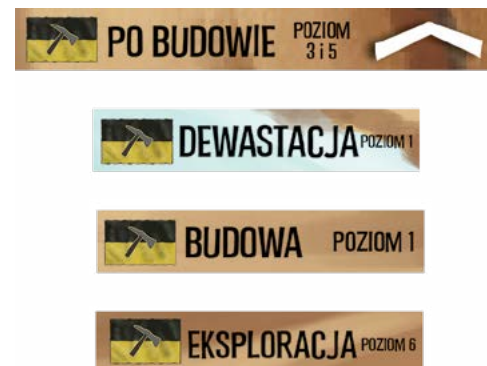 PO BUDOWIE POZIOM
3 i 5
DEWASTACJA POZIOM 1
BUDOWA POZIOM 1
EKSPLORACJA POZIOM 6